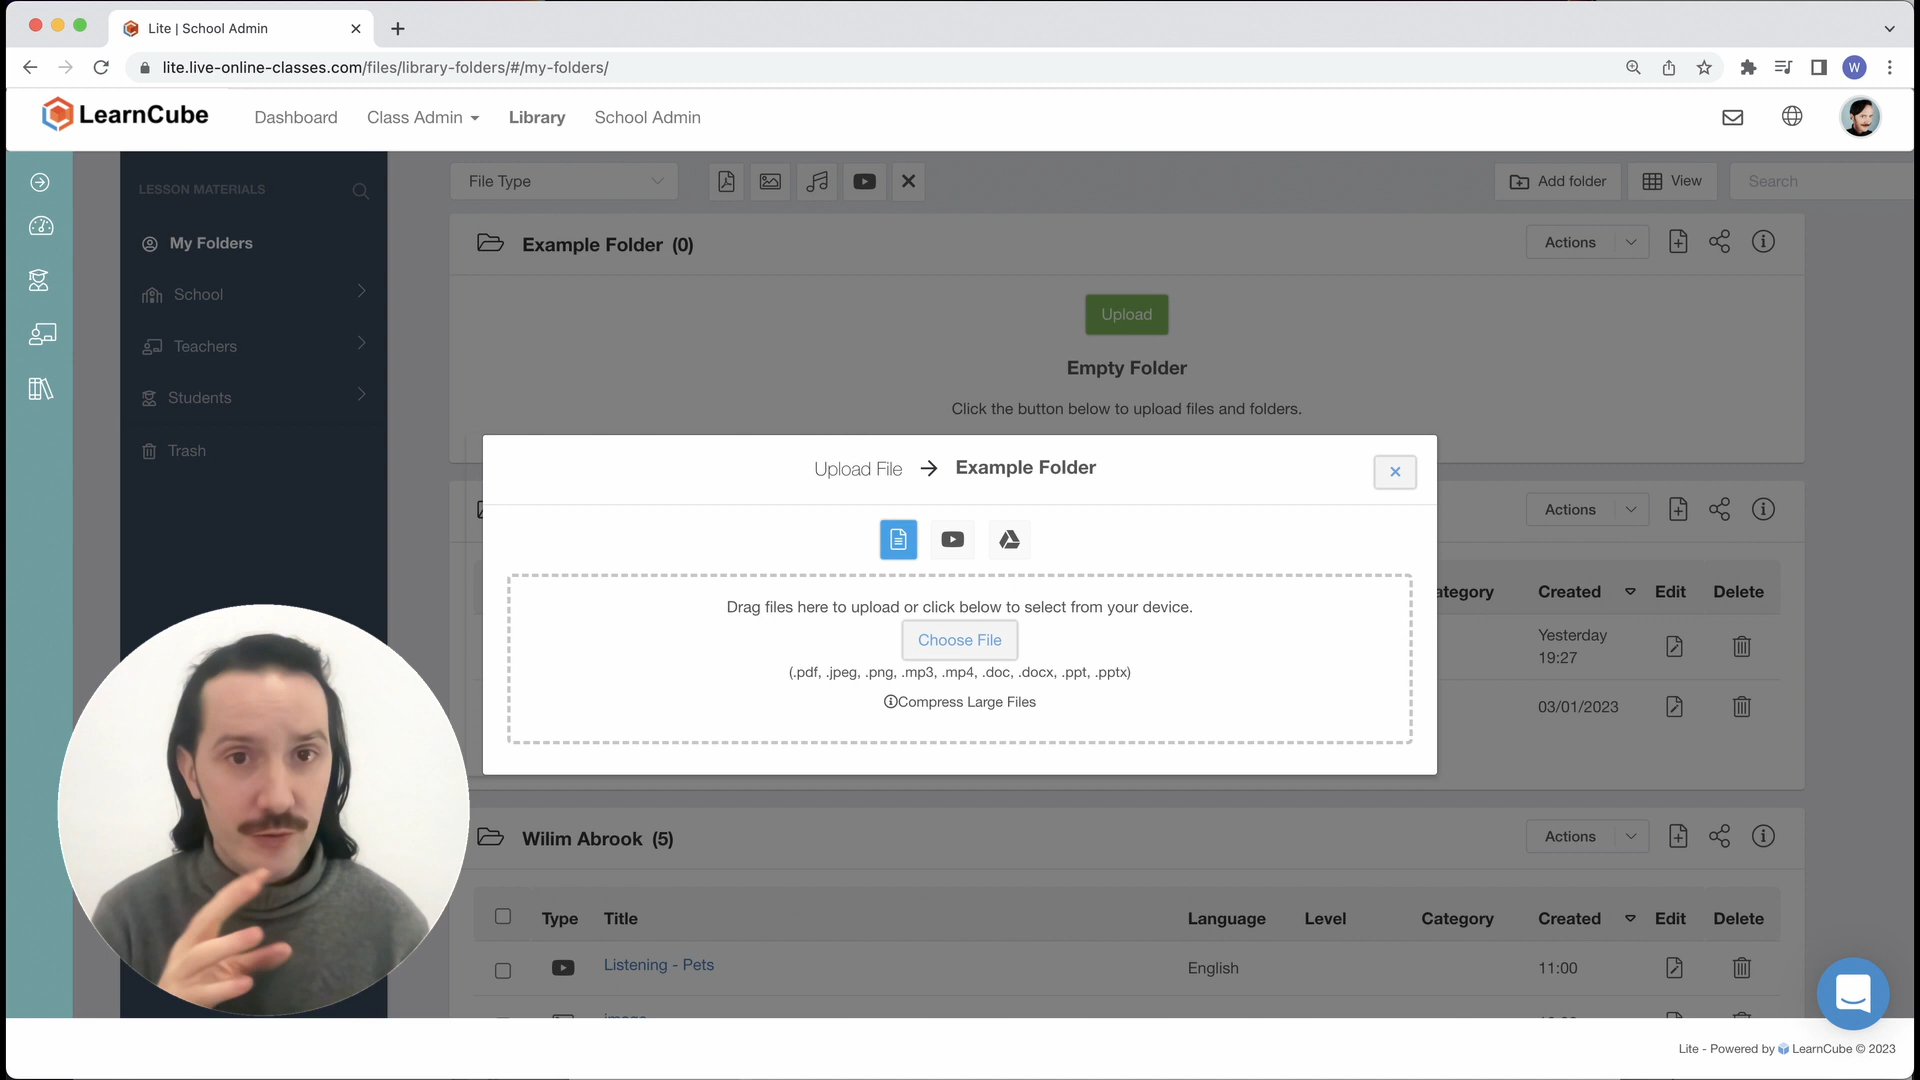 Lite | School Admin
lite.live-online-classes.com/files/library-folders/#/my-folders/
W
LearnCube
Dashboard
Class Admin
Library
School Admin
LESSON MATERIALS
My Folders
School
Teachers
Students
Trash
File Type
Add folder
View
Search
Example Folder (0)
Actions
Upload
Empty Folder
Click the button below to upload files and folders.
Upload File → Example Folder
Drag files here to upload or click below to select from your device.
Choose File
(.pdf, .jpeg, .png, .mp3, .mp4, .doc, .docx, .ppt, .pptx)
Compress Large Files
Actions
Created
Edit
Delete
Yesterday
19:27
03/01/2023
Wilim Abrook (5)
Actions
Type
Title
Language
Level
Category
Created
Edit
Delete
Listening - Pets
English
11:00
Lite - Powered by LearnCube © 2023